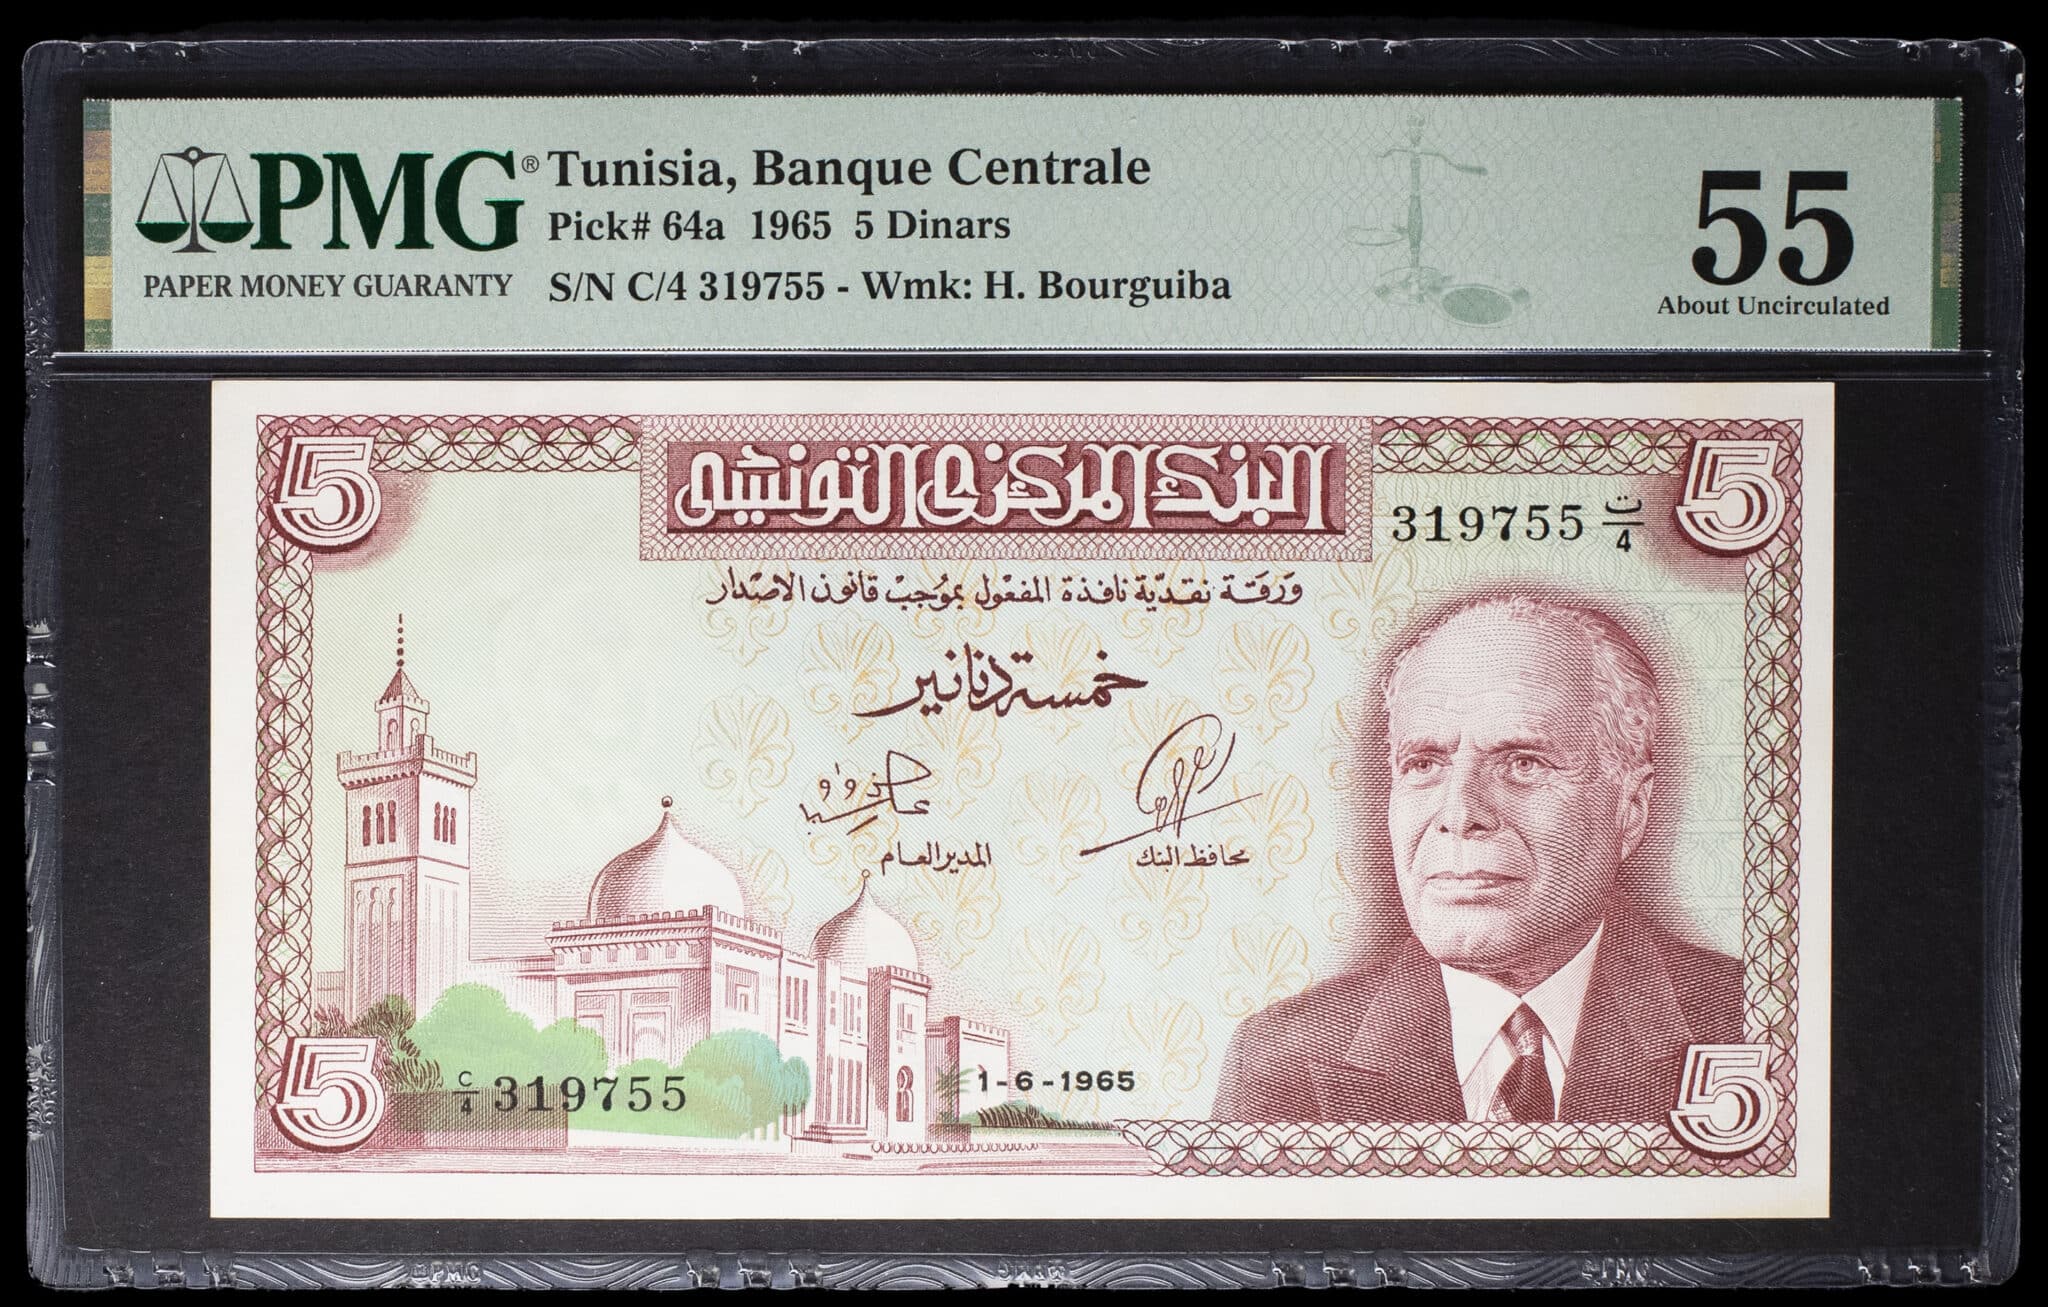 PMG®
PAPER MONEY GUARANTY
Tunisia, Banque Centrale
Pick# 64a 1965 5 Dinars
S/N C/4 319755 - Wmk: H. Bourguiba
55
About Uncirculated
5
البنك المركزي التونسي
5
319755 ت/4
ورقة نقدية نافذة المفعول بموجب قانون الاصدار
خمسة دنانير
محافظ البنك
المدير العام
C/4 319755
1-6-1965
5
5